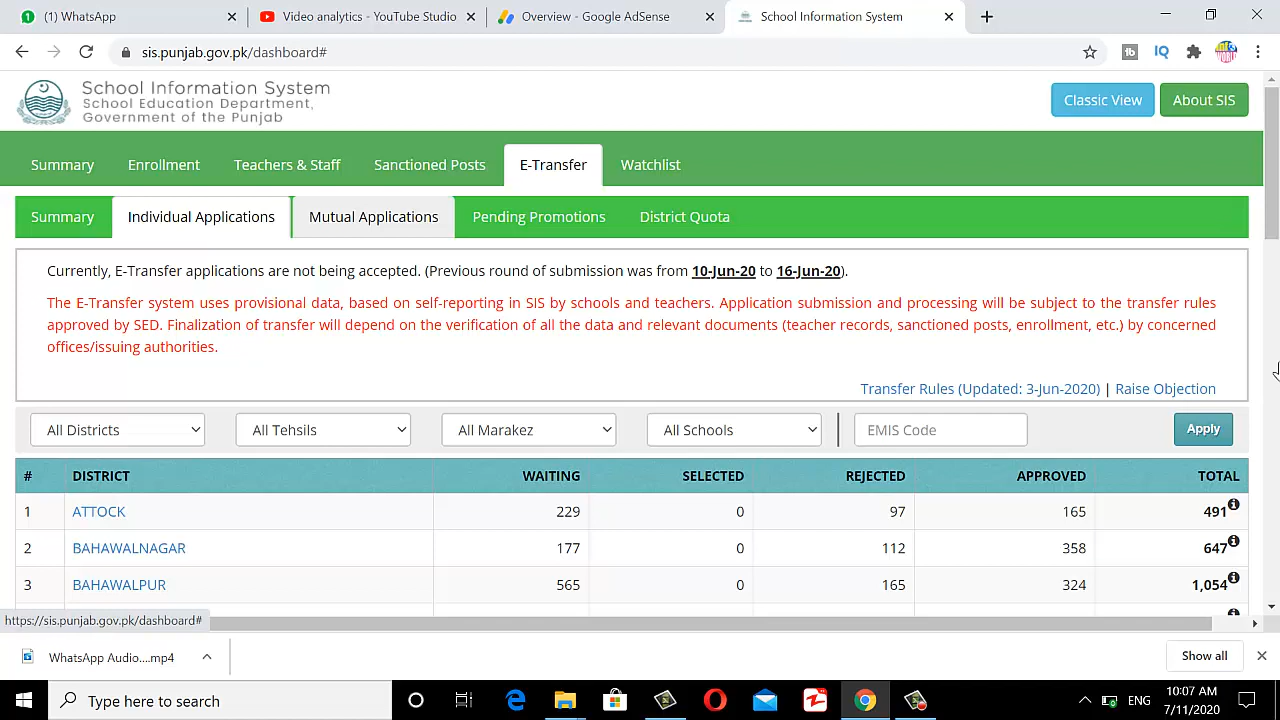 (1) WhatsApp
Video analytics - YouTube Studio
Overview - Google AdSense
School Information System
sis.punjab.gov.pk/dashboard#
tb
IQ
School Information System
School Education Department,
Government of the Punjab
Classic View
About SIS
Summary
Enrollment
Teachers & Staff
Sanctioned Posts
E-Transfer
Watchlist
Summary
Individual Applications
Mutual Applications
Pending Promotions
District Quota
Currently, E-Transfer applications are not being accepted. (Previous round of submission was from 10-Jun-20 to 16-Jun-20).
The E-Transfer system uses provisional data, based on self-reporting in SIS by schools and teachers. Application submission and processing will be subject to the transfer rules
approved by SED. Finalization of transfer will depend on the verification of all the data and relevant documents (teacher records, sanctioned posts, enrollment, etc.) by concerned
offices/issuing authorities.
Transfer Rules (Updated: 3-Jun-2020) | Raise Objection
All Districts
All Tehsils
All Marakez
All Schools
EMIS Code
Apply
# DISTRICT WAITING SELECTED REJECTED APPROVED TOTAL
1 ATTOCK 229 0 97 165 491
2 BAHAWALNAGAR 177 0 112 358 647
3 BAHAWALPUR 565 0 165 324 1,054
https://sis.punjab.gov.pk/dashboard#
WhatsApp Audio....mp4
Show all
Type here to search
ENG
10:07 AM
7/11/2020